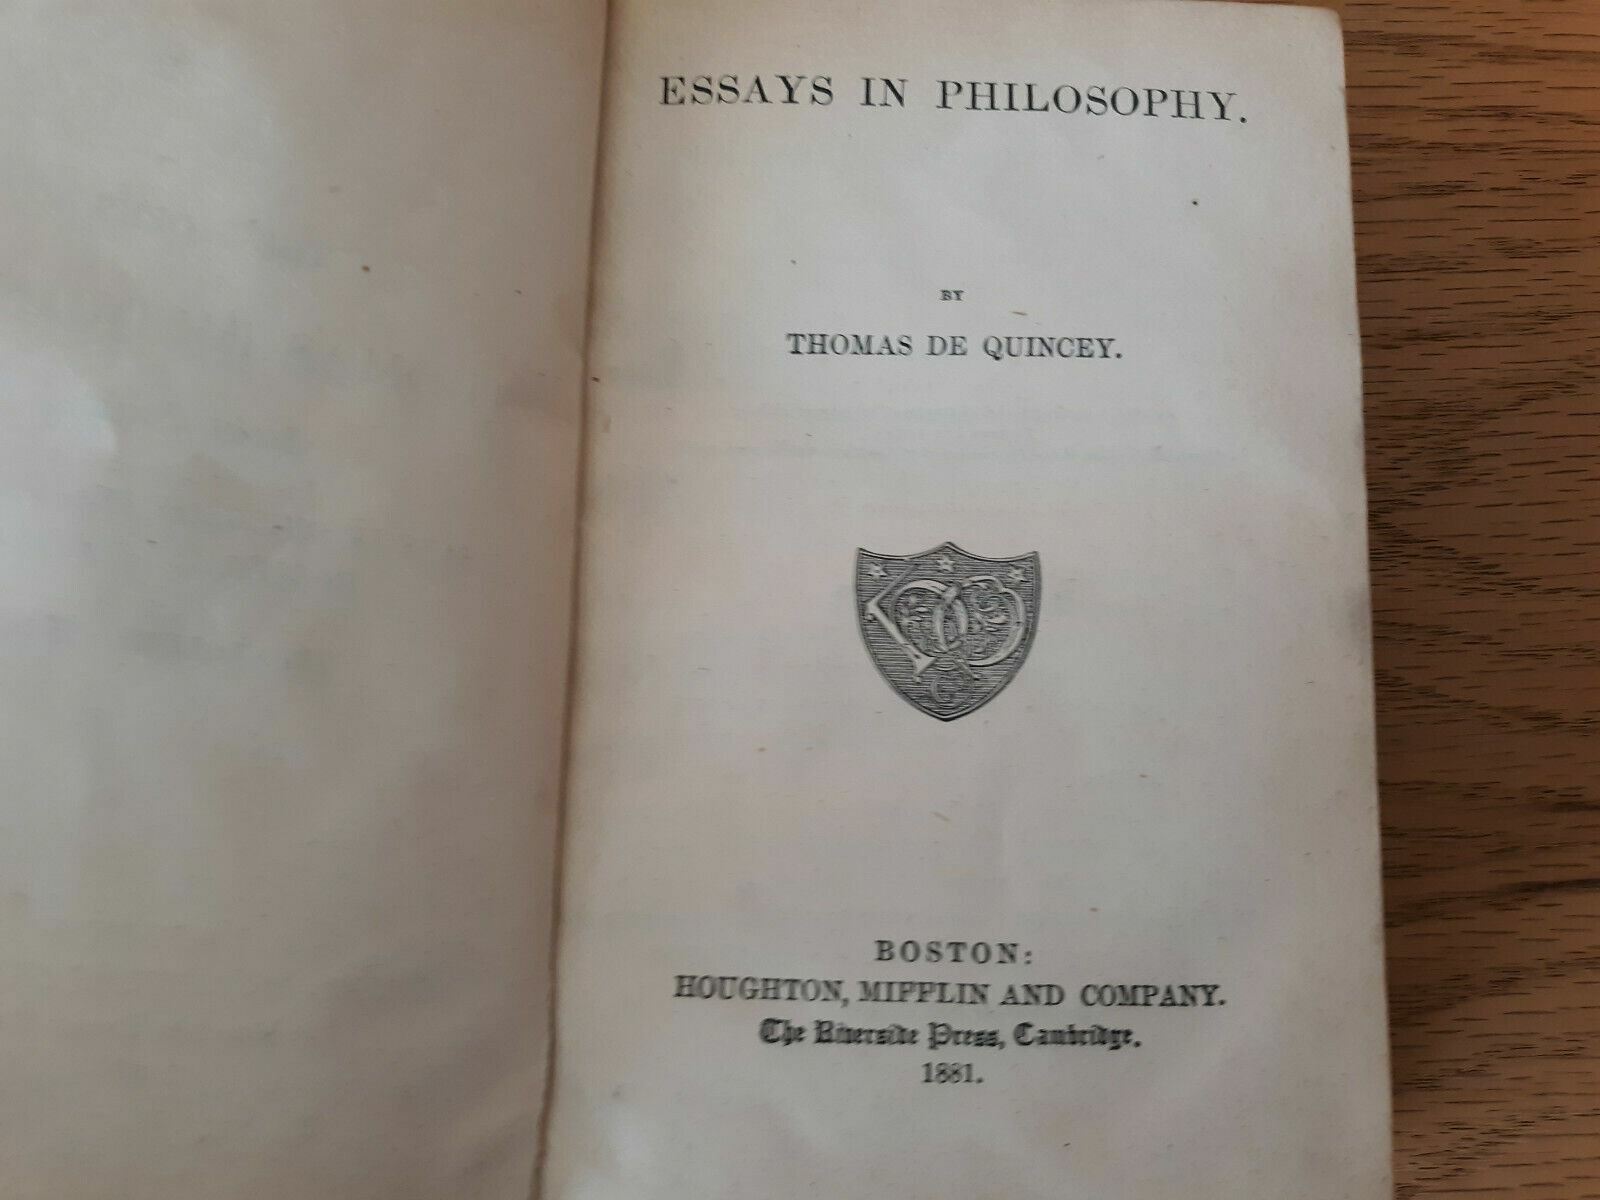 ESSAYS IN PHILOSOPHY.
BY
THOMAS DE QUINCEY.
BOSTON:
HOUGHTON, MIFFLIN AND COMPANY.
The Riverside Press, Cambridge.
1881.